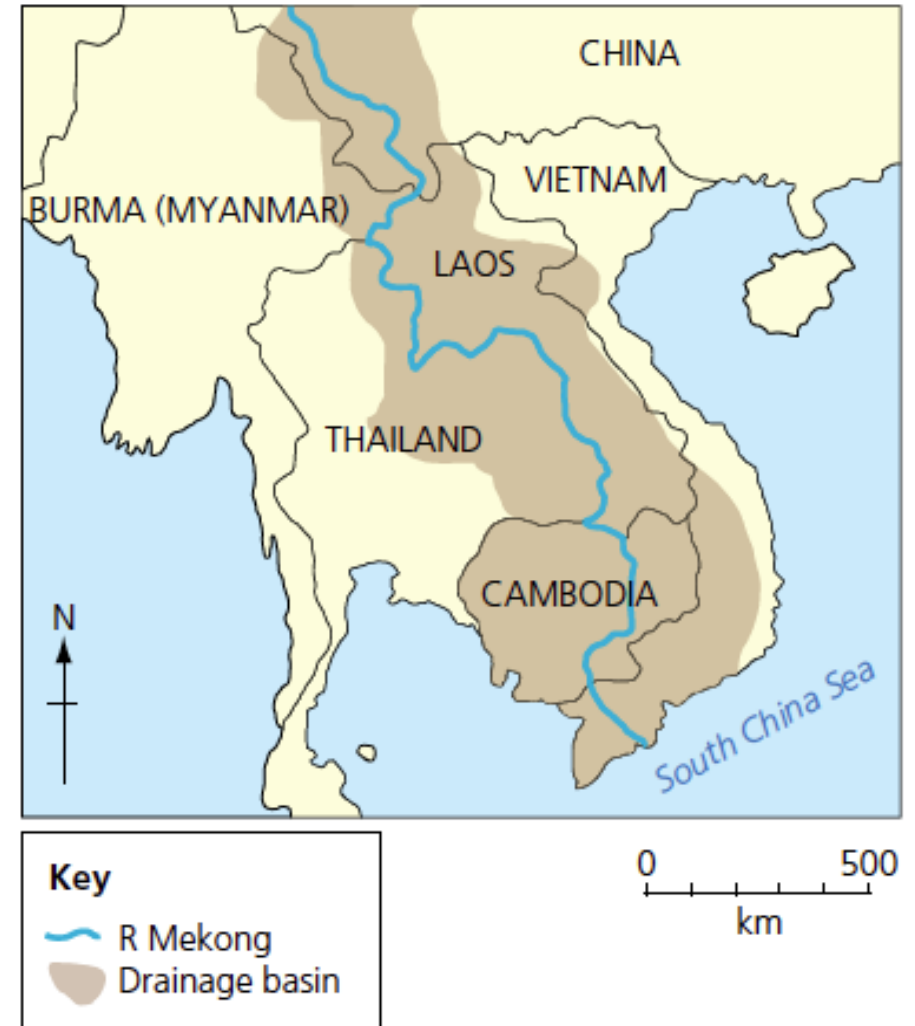 CHINA
VIETNAM
BURMA (MYANMAR)
LAOS
THAILAND
CAMBODIA
N
South China Sea
Key
R Mekong
Drainage basin
0 500
km